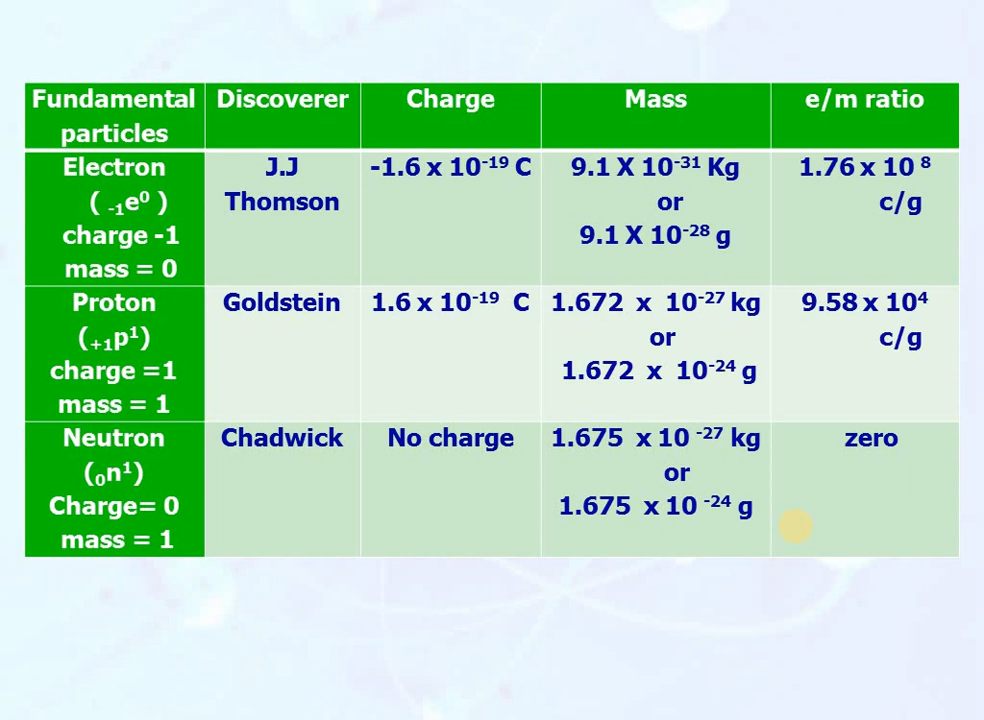 Fundamental particles | Discoverer | Charge | Mass | e/m ratio
Electron
( ₋₁e⁰ )
charge -1
mass = 0
J.J
Thomson
-1.6 x 10⁻¹⁹ C
9.1 X 10⁻³¹ Kg
or
9.1 X 10⁻²⁸ g
1.76 x 10 ⁸
c/g
Proton
(₊₁p¹)
charge =1
mass = 1
Goldstein
1.6 x 10⁻¹⁹ C
1.672 x 10⁻²⁷ kg
or
1.672 x 10⁻²⁴ g
9.58 x 10⁴
c/g
Neutron
(₀n¹)
Charge= 0
mass = 1
Chadwick
No charge
1.675 x 10 ⁻²⁷ kg
or
1.675 x 10 ⁻²⁴ g
zero